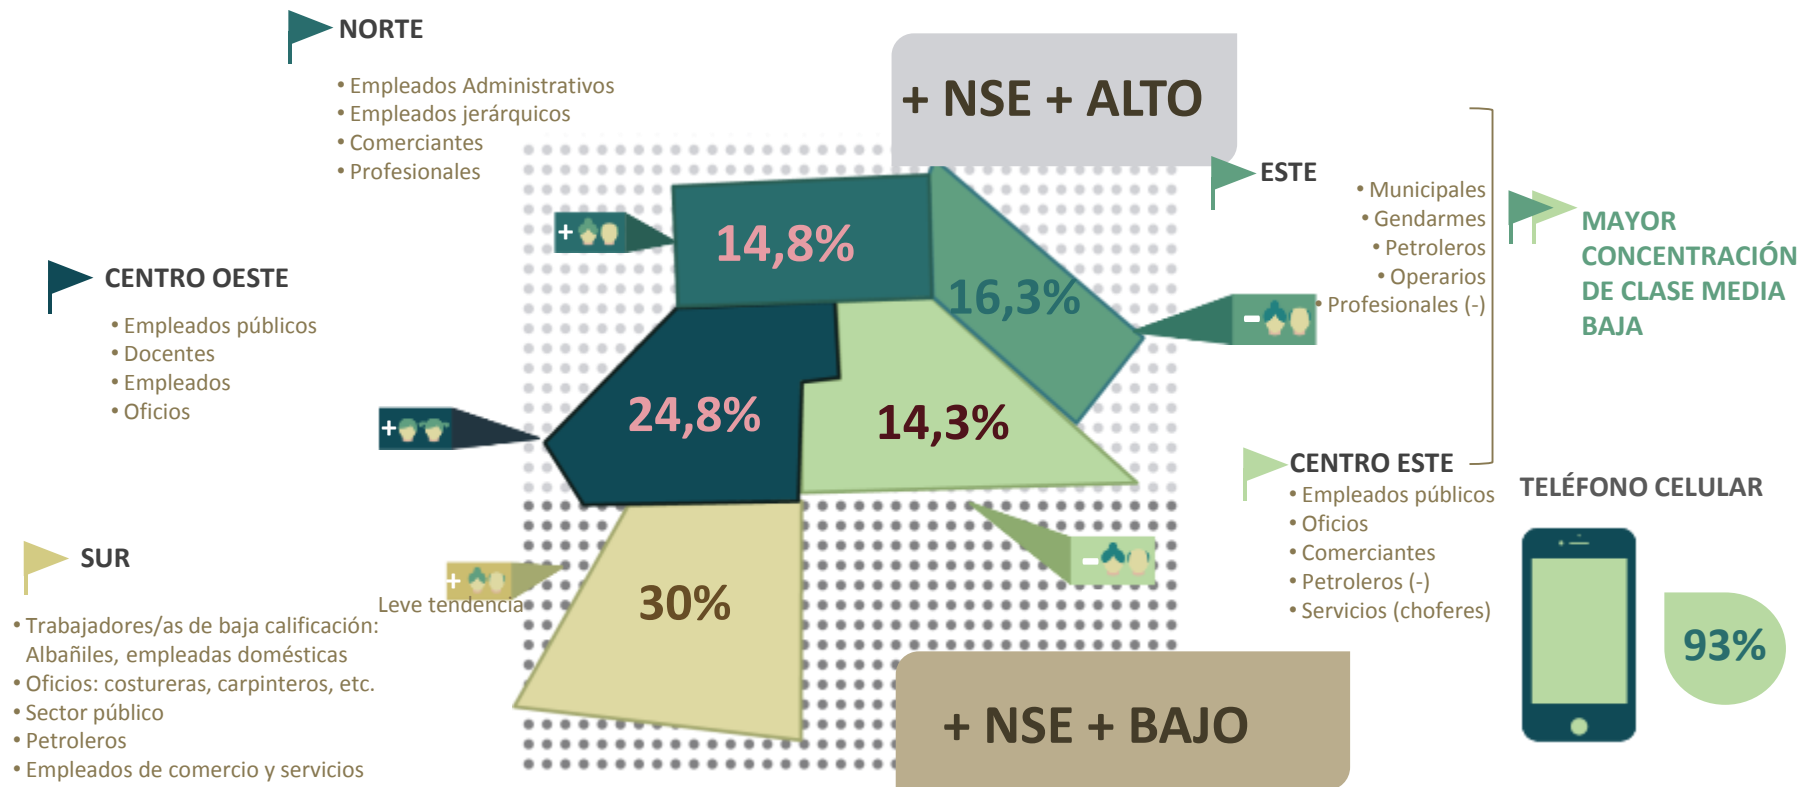 NORTE
• Empleados Administrativos
• Empleados jerárquicos
• Comerciantes
• Profesionales
+ NSE + ALTO
ESTE
• Municipales
• Gendarmes
• Petroleros
• Operarios
• Profesionales (-)
MAYOR
CONCENTRACIÓN
DE CLASE MEDIA
BAJA
+
14,8%
16,3%
-
CENTRO OESTE
• Empleados públicos
• Docentes
• Empleados
• Oficios
+
24,8%
14,3%
CENTRO ESTE
• Empleados públicos
• Oficios
• Comerciantes
• Petroleros (-)
• Servicios (choferes)
-
TELÉFONO CELULAR
93%
SUR
• Trabajadores/as de baja calificación:
Albañiles, empleadas domésticas
• Oficios: costureras, carpinteros, etc.
• Sector público
• Petroleros
• Empleados de comercio y servicios
+
Leve tendencia
30%
+ NSE + BAJO